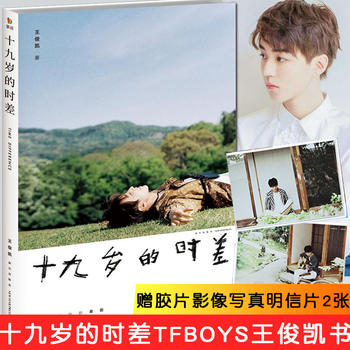 十九岁的时差
TIME DIFFERENCE
王俊凯
王俊凯 著
十九岁的时差
赠胶片影像写真明信片2张
十九岁的时差TFBOYS王俊凯书